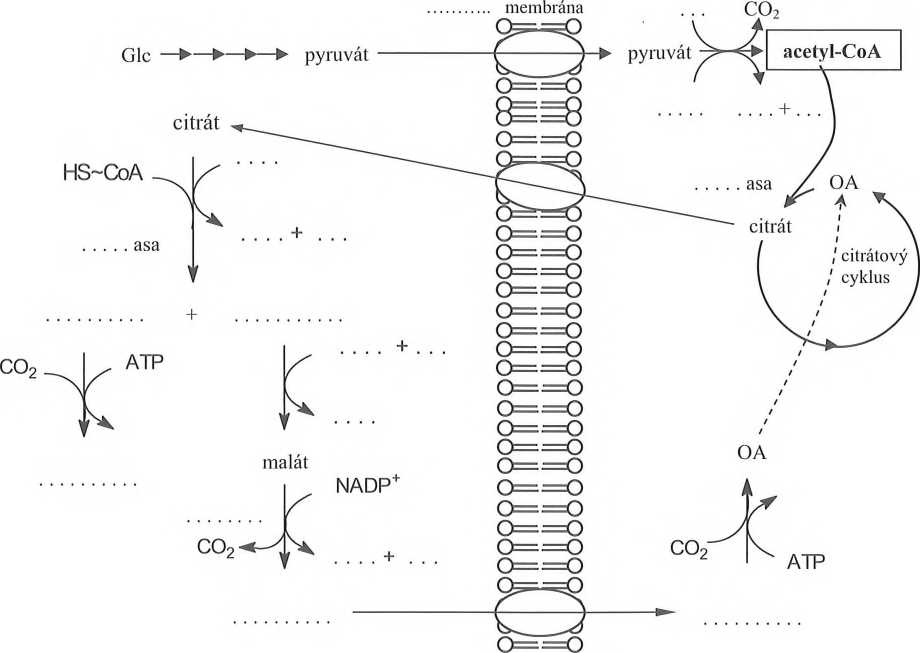 ……….. membrána
. . . CO₂
Glc pyruvát pyruvát acetyl-CoA
. . . . . . . . . . + . . .
citrát
HS~CoA . . . .
. . . . . asa OA
. . . . + . . . citrát
. . . . . asa citrátový
cyklus
. . . . . . . . . . + . . . . . . . . . . .
CO₂ ATP . . . . + . . .
. . . .
malát OA
. . . . . . . . . . NADP⁺
. . . . . . . .
CO₂ . . . . + . . . CO₂ ATP
. . . . . . . . . . . . . . . . . . .